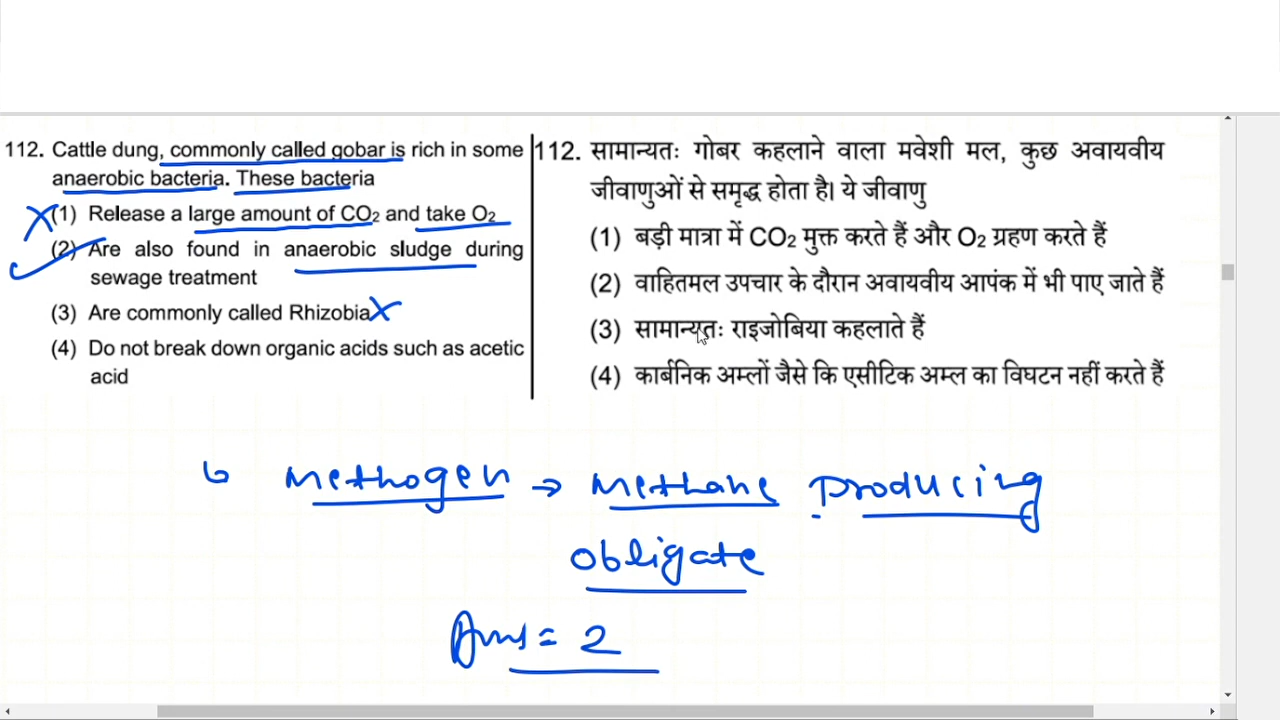 112. Cattle dung, commonly called gobar is rich in some
anaerobic bacteria. These bacteria
(1) Release a large amount of CO₂ and take O₂
(2) Are also found in anaerobic sludge during
sewage treatment
(3) Are commonly called Rhizobia
(4) Do not break down organic acids such as acetic
acid
112. सामान्यतः गोबर कहलाने वाला मवेशी मल, कुछ अवायवीय
जीवाणुओं से समृद्ध होता है। ये जीवाणु
(1) बड़ी मात्रा में CO₂ मुक्त करते हैं और O₂ ग्रहण करते हैं
(2) वाहितमल उपचार के दौरान अवायवीय आपंक में भी पाए जाते हैं
(3) सामान्यतः राइजोबिया कहलाते हैं
(4) कार्बनिक अम्लों जैसे कि एसीटिक अम्ल का विघटन नहीं करते हैं
methogen → methane producing
obligate
Ans = 2